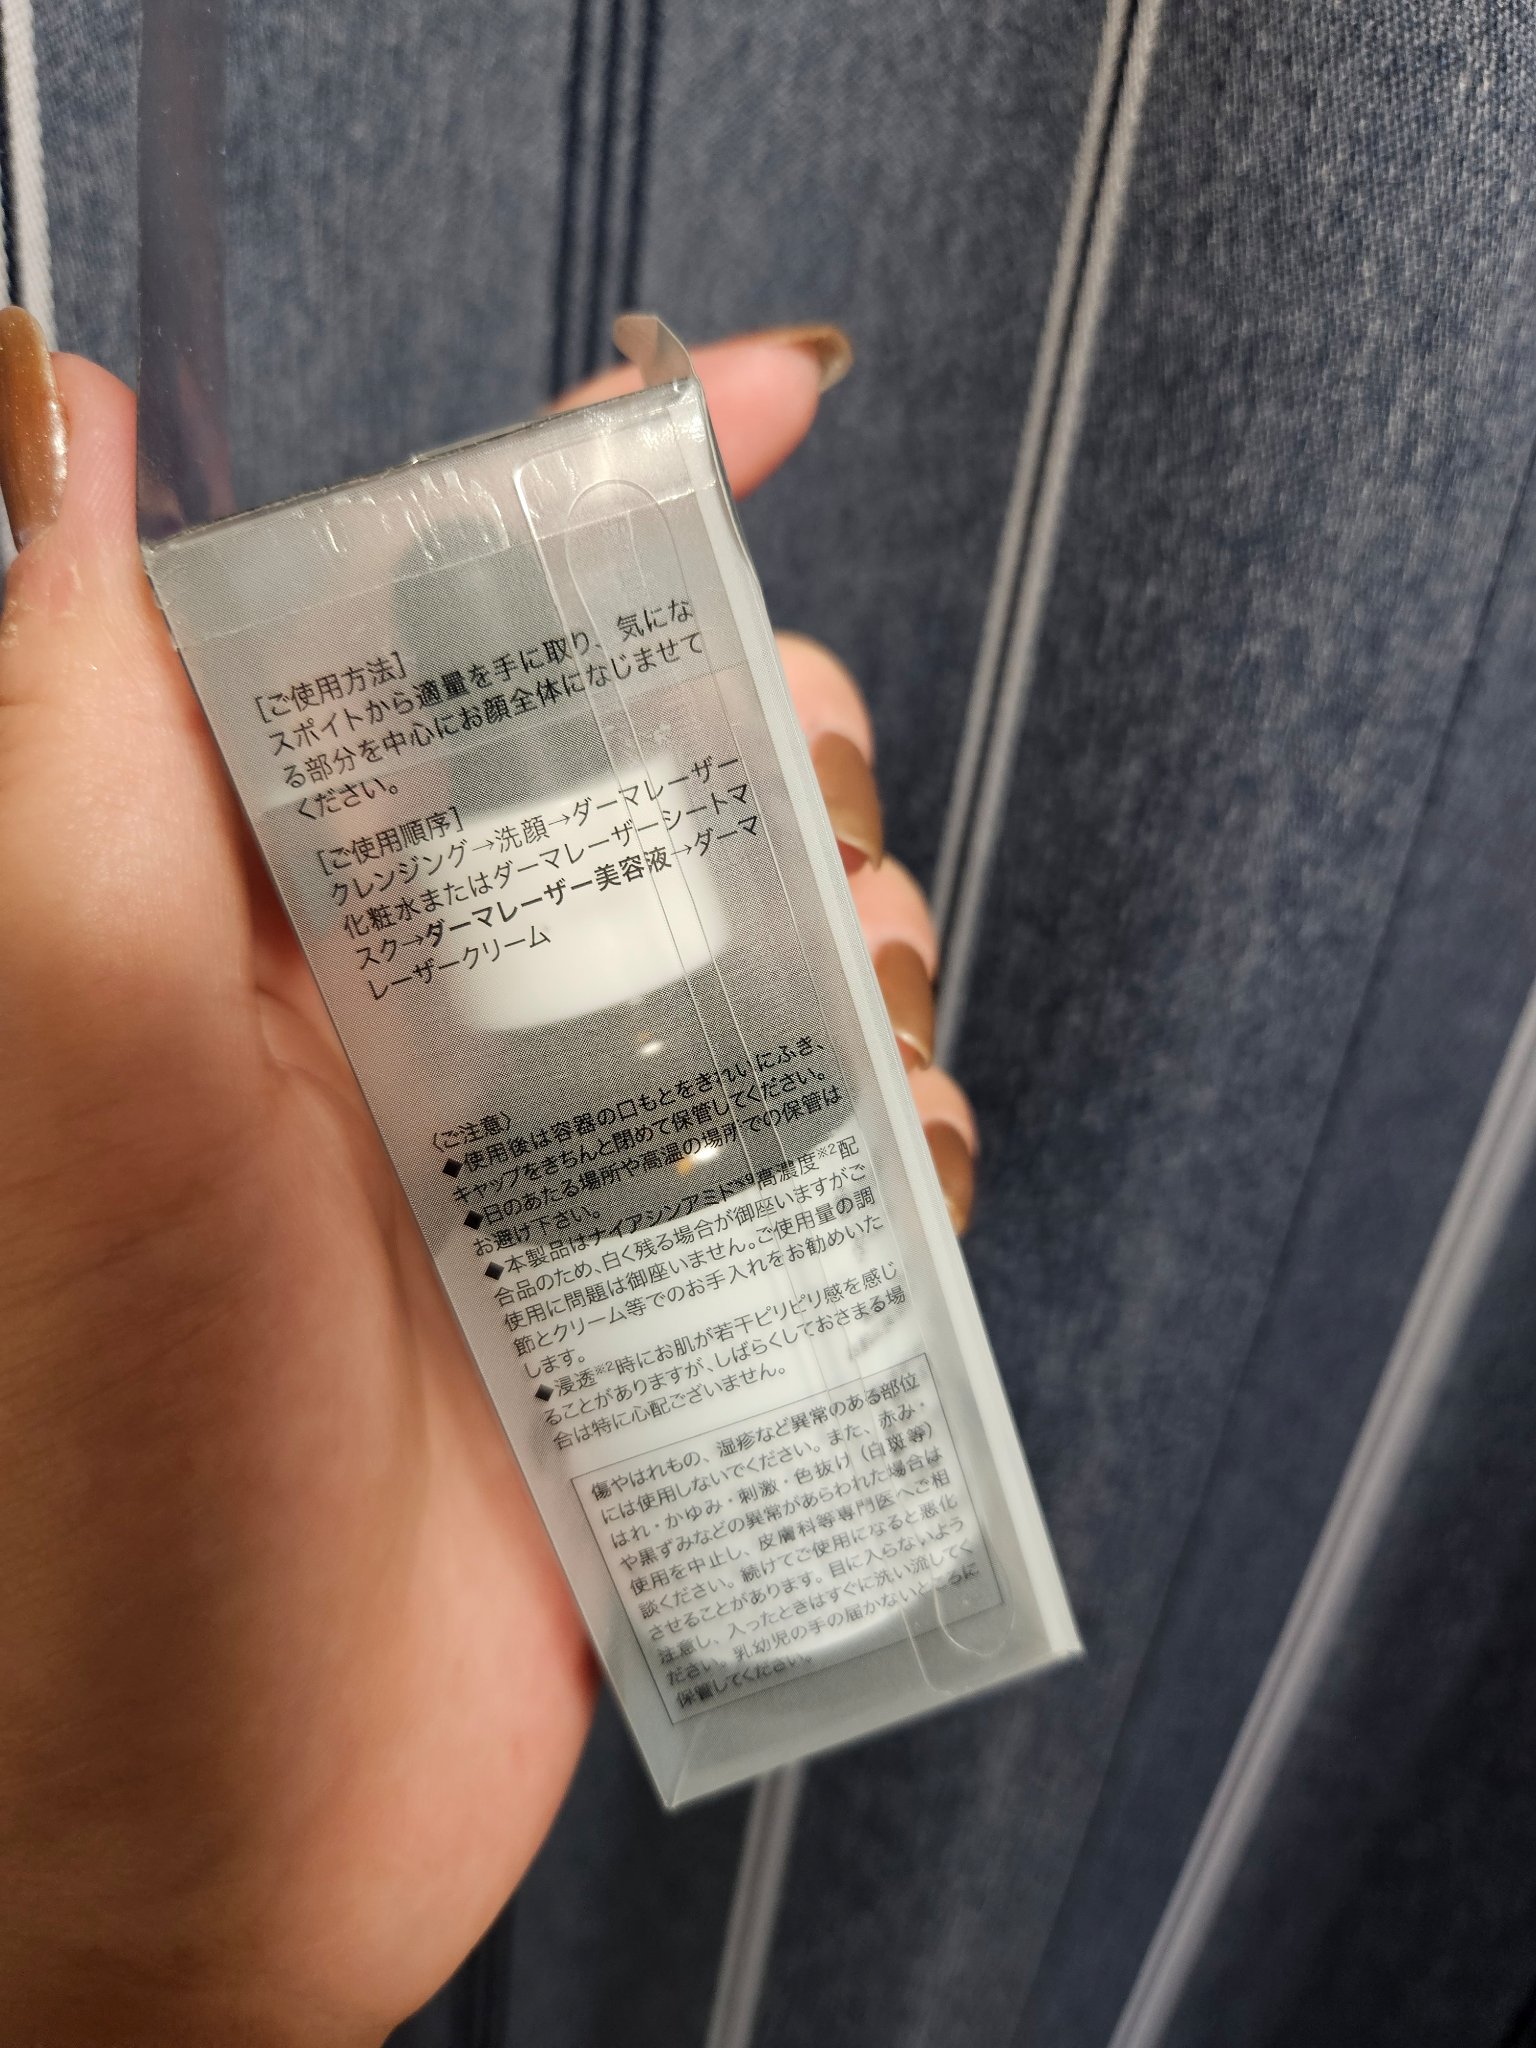 [ご使用方法]
スポイトから適量を手に取り、気にな
る部分を中心にお顔全体になじませて
ください。
[ご使用順序]
クレンジング→洗顔→ダーマレーザー
化粧水またはダーマレーザーシートマ
スク→ダーマレーザー美容液→ダーマ
レーザークリーム
〈ご注意〉
◆使用後は容器の口もとをきれいにふき、
キャップをきちんと閉めて保管してください。
◆日のあたる場所や高温の場所での保管は
お避け下さい。
◆本製品はナイアシンアミド高濃度※2配
合品のため、白く残る場合が御座いますがご
使用に問題は御座いません。ご使用量の調
節とクリーム等でのお手入れをお勧めいた
します。
◆浸透※2時にお肌が若干ピリピリ感を感じ
ることがありますが、しばらくしておさまる場
合は特に心配ございません。
傷やはれもの、湿疹など異常のある部位
には使用しないでください。また、赤み・
はれ・かゆみ・刺激・色抜け（白斑等）
や黒ずみなどの異常があらわれた場合は
使用を中止し、皮膚科等専門医へご相
談ください。続けてご使用になると悪化
させることがあります。目に入らないよう
注意し、入ったときはすぐに洗い流してく
ださい。乳幼児の手の届かないところに
保管してください。